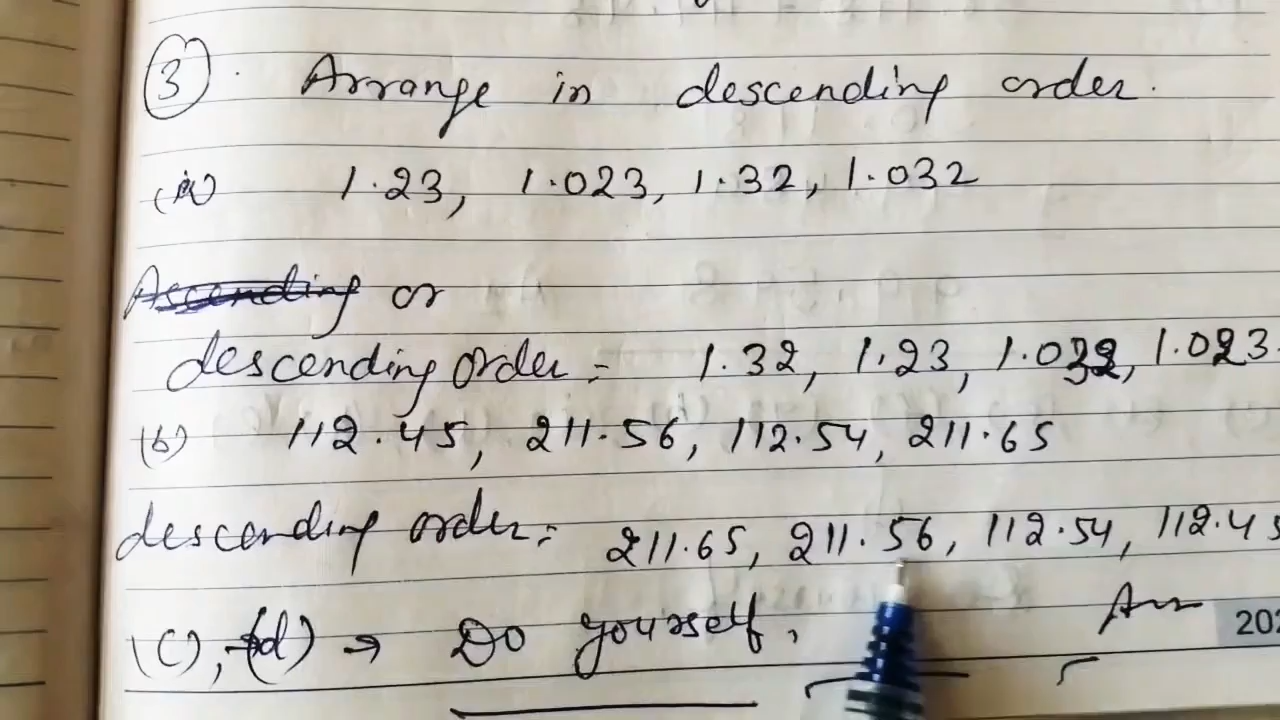 3. Arrange in descending order.
(a) 1.23, 1.023, 1.32, 1.032
Ascending or
descending order = 1.32, 1.23, 1.032, 1.023.
(b) 112.45, 211.56, 112.54, 211.65
descending order = 211.65, 211.56, 112.54, 112.45
(c), (d) → Do yourself,
Ans
202